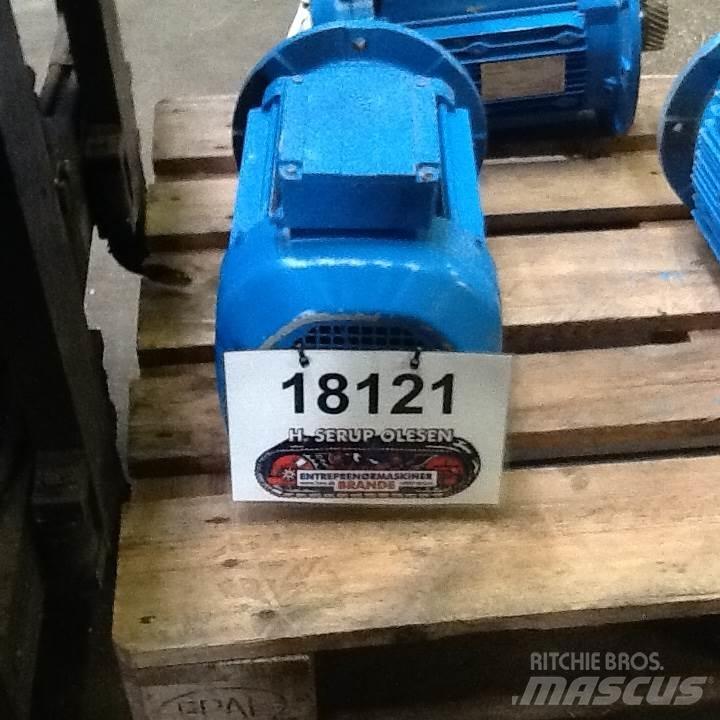 18121
H. SERUP OLESEN
ENTREPRENØRMASKINER
BRANDE
RITCHIE BROS.
MASCUS